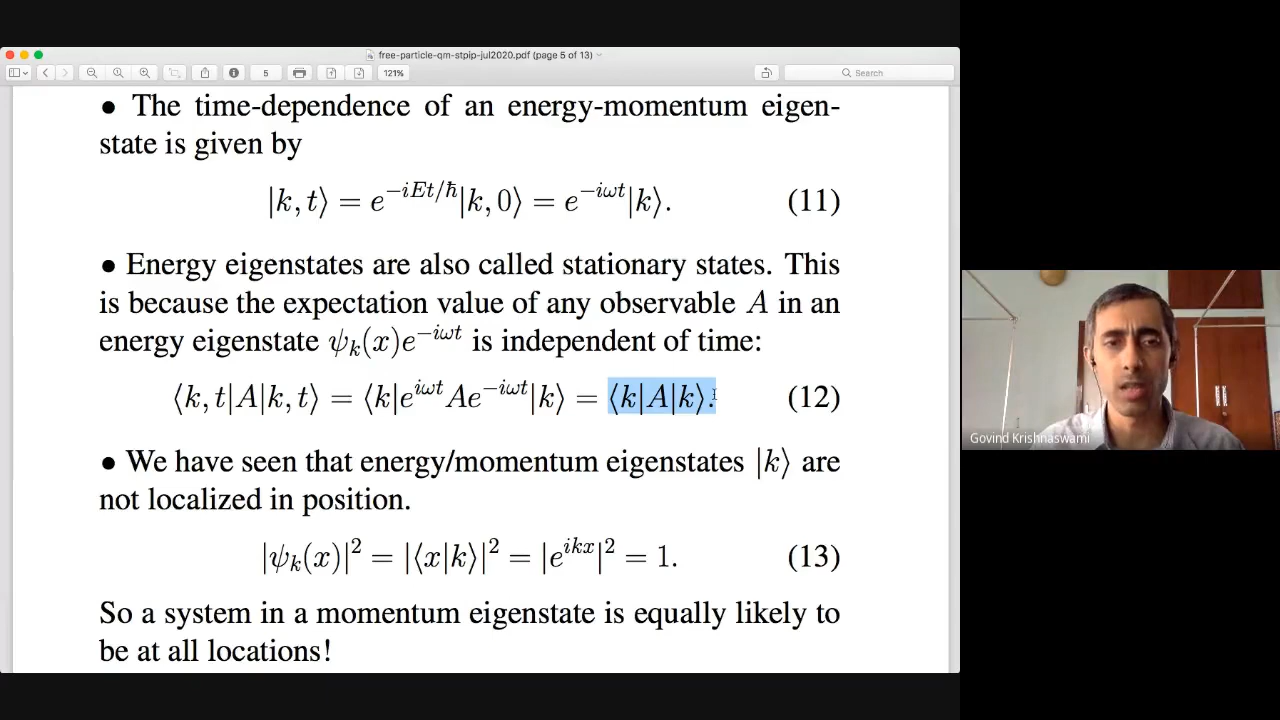 free-particle-qm-stpip-jul2020.pdf (page 5 of 13)
5
121%
Search
• The time-dependence of an energy-momentum eigen-
state is given by
|k, t⟩ = e^{−iEt/ħ}|k, 0⟩ = e^{−iωt}|k⟩. (11)
• Energy eigenstates are also called stationary states. This
is because the expectation value of any observable A in an
energy eigenstate ψ_k(x)e^{−iωt} is independent of time:
⟨k, t|A|k, t⟩ = ⟨k|e^{iωt}Ae^{−iωt}|k⟩ = ⟨k|A|k⟩. (12)
• We have seen that energy/momentum eigenstates |k⟩ are
not localized in position.
|ψ_k(x)|² = |⟨x|k⟩|² = |e^{ikx}|² = 1. (13)
So a system in a momentum eigenstate is equally likely to
be at all locations!
Govind Krishnaswami